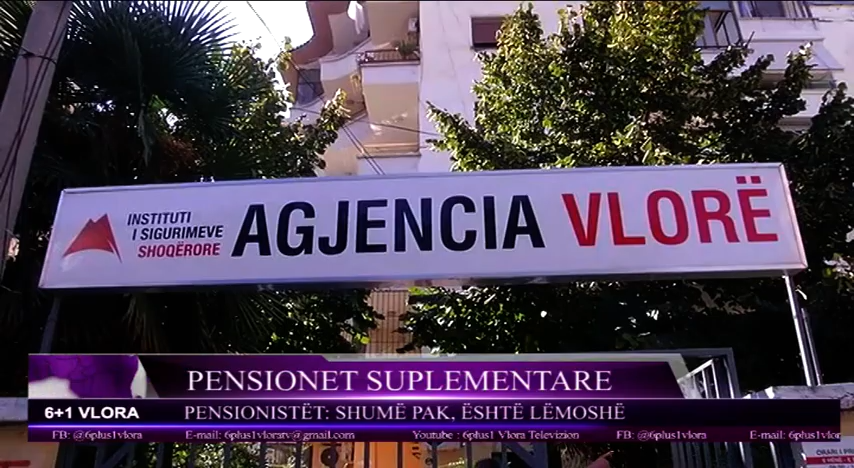 INSTITUTI
I SIGURIMEVE
SHOQËRORE
AGJENCIA VLORË
PENSIONET SUPLEMENTARE
6+1 VLORA
PENSIONISTËT: SHUMË PAK, ËSHTË LËMOSHË
FB: @6plus1vlora E-mail: 6plus1vloratv@gmail.com Youtube : 6plus1 Vlora Televizion FB: @6plus1vlora E-mail: 6plus1